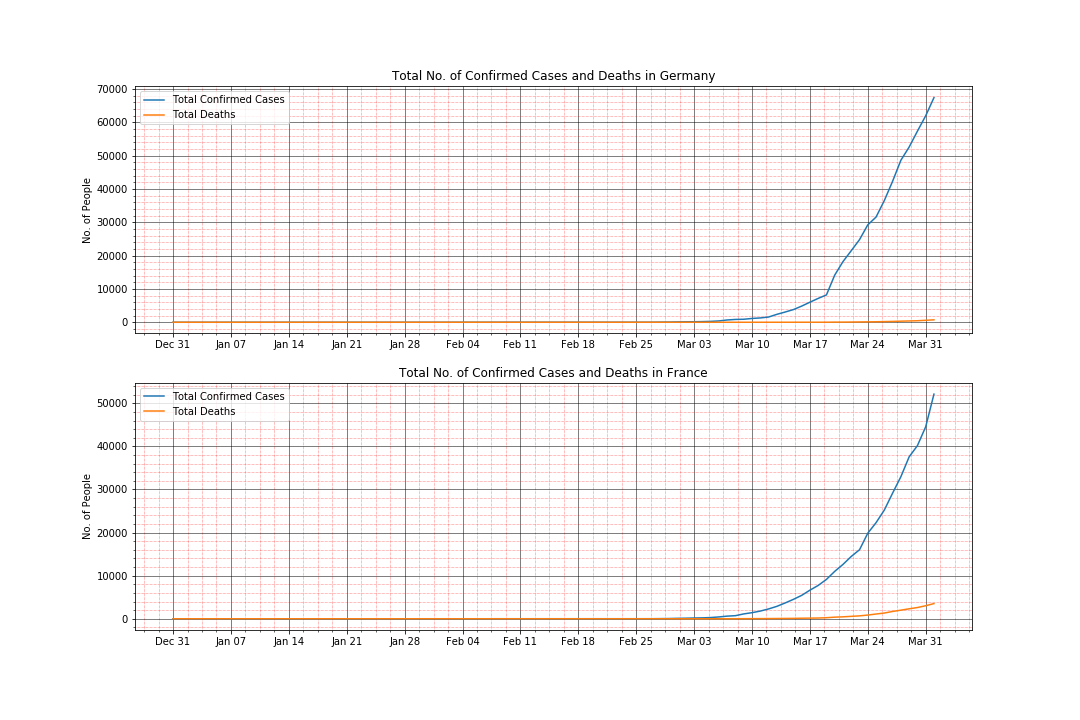 Total No. of Confirmed Cases and Deaths in Germany
70000
60000
50000
40000
30000
20000
10000
0
No. of People
Total Confirmed Cases
Total Deaths
Dec 31 Jan 07 Jan 14 Jan 21 Jan 28 Feb 04 Feb 11 Feb 18 Feb 25 Mar 03 Mar 10 Mar 17 Mar 24 Mar 31
Total No. of Confirmed Cases and Deaths in France
50000
40000
30000
20000
10000
0
No. of People
Total Confirmed Cases
Total Deaths
Dec 31 Jan 07 Jan 14 Jan 21 Jan 28 Feb 04 Feb 11 Feb 18 Feb 25 Mar 03 Mar 10 Mar 17 Mar 24 Mar 31